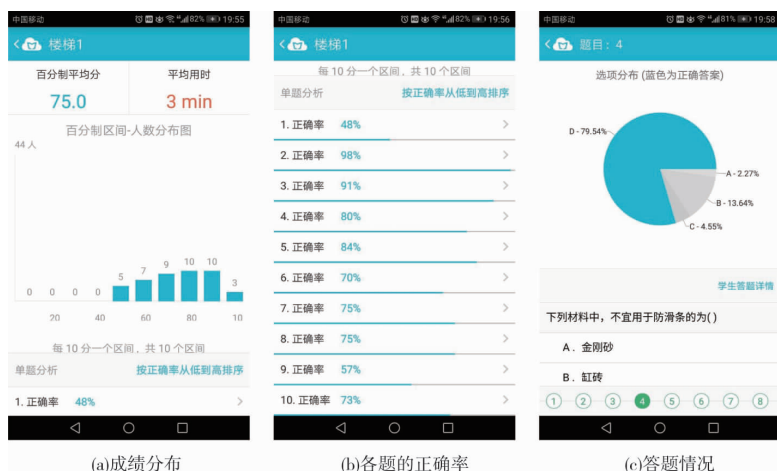 中国移动 82% 19:55
楼梯1
百分制平均分 平均用时
75.0 3 min
百分制区间-人数分布图
44 人
0 0 0 0 5 7 9 10 10 3
20 40 60 80 10
每 10 分一个区间，共 10 个区间
单题分析 按正确率从低到高排序
1. 正确率 48%
(a)成绩分布
中国移动 82% 19:56
楼梯1
每 10 分一个区间，共 10 个区间
单题分析 按正确率从低到高排序
1. 正确率 48%
2. 正确率 98%
3. 正确率 91%
4. 正确率 80%
5. 正确率 84%
6. 正确率 70%
7. 正确率 75%
8. 正确率 75%
9. 正确率 57%
10. 正确率 73%
(b)各题的正确率
中国移动 81% 19:58
题目：4
选项分布 (蓝色为正确答案)
D - 79.54%
A - 2.27%
B - 13.64%
C - 4.55%
学生答题详情
下列材料中，不宜用于防滑条的为( )
A．金刚砂
B．缸砖
1 2 3 4 5 6 7 8
(c)答题情况